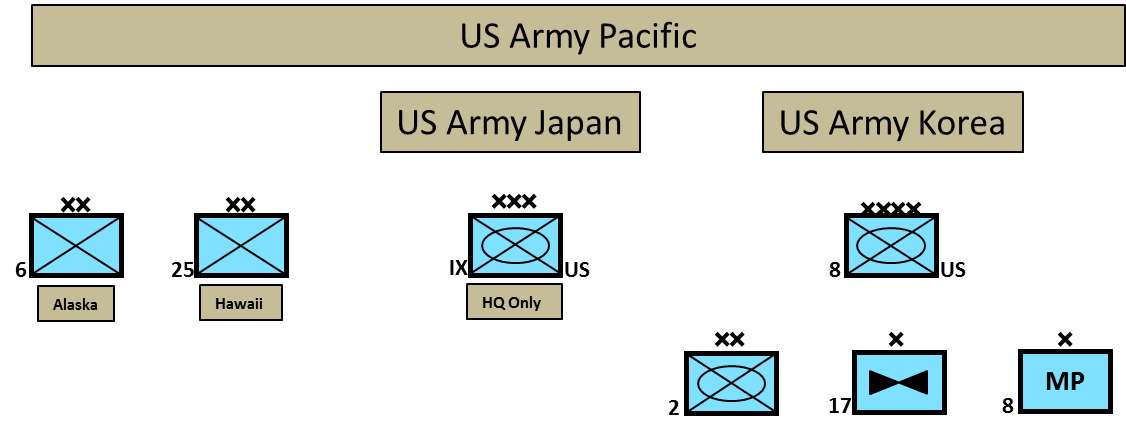 US Army Pacific
US Army Japan
US Army Korea
××
××
×××
××××
6
25
IX
US
8
US
Alaska
Hawaii
HQ Only
××
×
×
MP
2
17
8